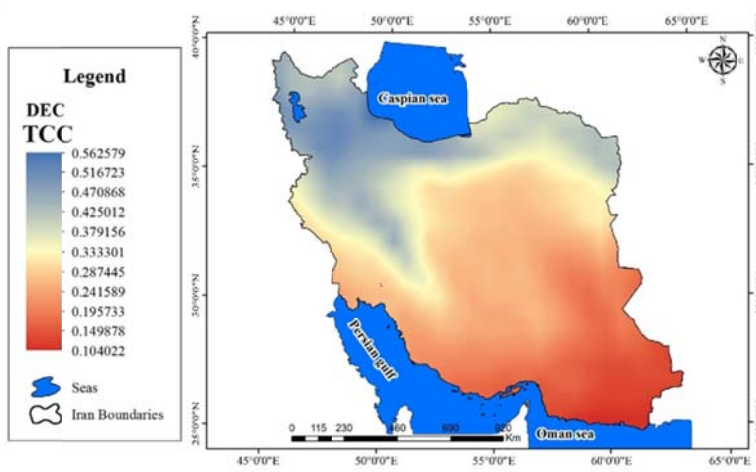 45°0'0"E 50°0'0"E 55°0'0"E 60°0'0"E 65°0'0"E
40°0'0"N
N
W E
S
Legend
DEC
TCC
0.562579
0.516723
0.470868
0.425012
0.379156
0.333301
0.287445
0.241589
0.195733
0.149878
0.104022
Seas
Iran Boundaries
Caspian sea
35°0'0"N
30°0'0"N
Persian gulf
25°0'0"N
0 115 230 460 690 920
Km
Oman sea
45°0'0"E 50°0'0"E 55°0'0"E 60°0'0"E 65°0'0"E